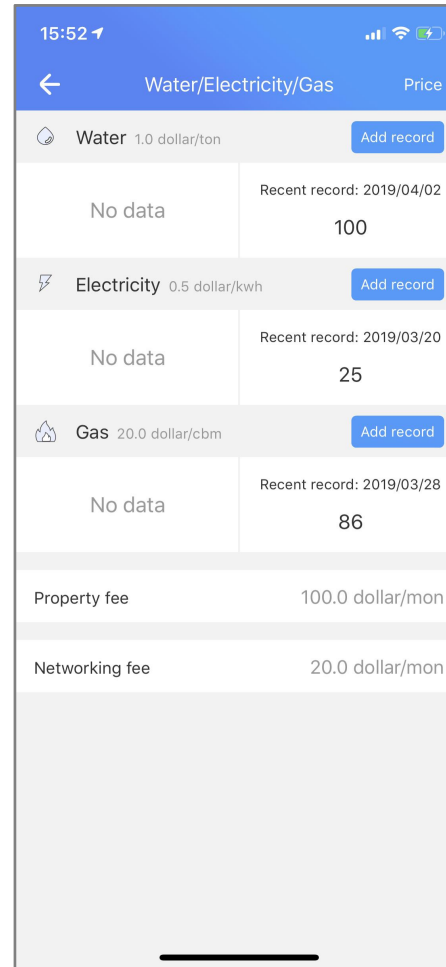 15:52
Water/Electricity/Gas Price
Water 1.0 dollar/ton Add record
No data
Recent record: 2019/04/02
100
Electricity 0.5 dollar/kwh Add record
No data
Recent record: 2019/03/20
25
Gas 20.0 dollar/cbm Add record
No data
Recent record: 2019/03/28
86
Property fee 100.0 dollar/mon
Networking fee 20.0 dollar/mon